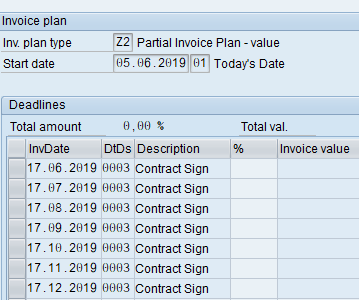 Invoice plan
Inv. plan type Z2 Partial Invoice Plan - value
Start date 05.06.2019 01 Today's Date
Deadlines
Total amount 0,00 % Total val.
InvDate DtDs Description % Invoice value
17.06.2019 0003 Contract Sign
17.07.2019 0003 Contract Sign
17.08.2019 0003 Contract Sign
17.09.2019 0003 Contract Sign
17.10.2019 0003 Contract Sign
17.11.2019 0003 Contract Sign
17.12.2019 0003 Contract Sign